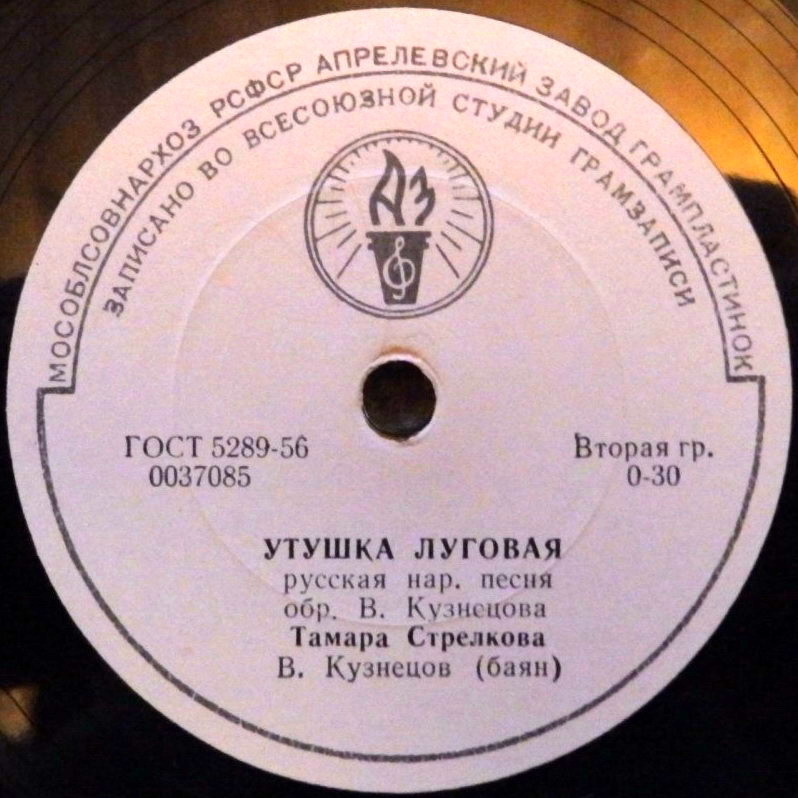 МОСОБЛСОВНАРХОЗ РСФСР АПРЕЛЕВСКИЙ ЗАВОД ГРАМПЛАСТИНОК
ЗАПИСАНО ВО ВСЕСОЮЗНОЙ СТУДИИ ГРАМЗАПИСИ
АЗ
ГОСТ 5289-56
0037085
Вторая гр.
0-30
УТУШКА ЛУГОВАЯ
русская нар. песня
обр. В. Кузнецова
Тамара Стрелкова
В. Кузнецов (баян)